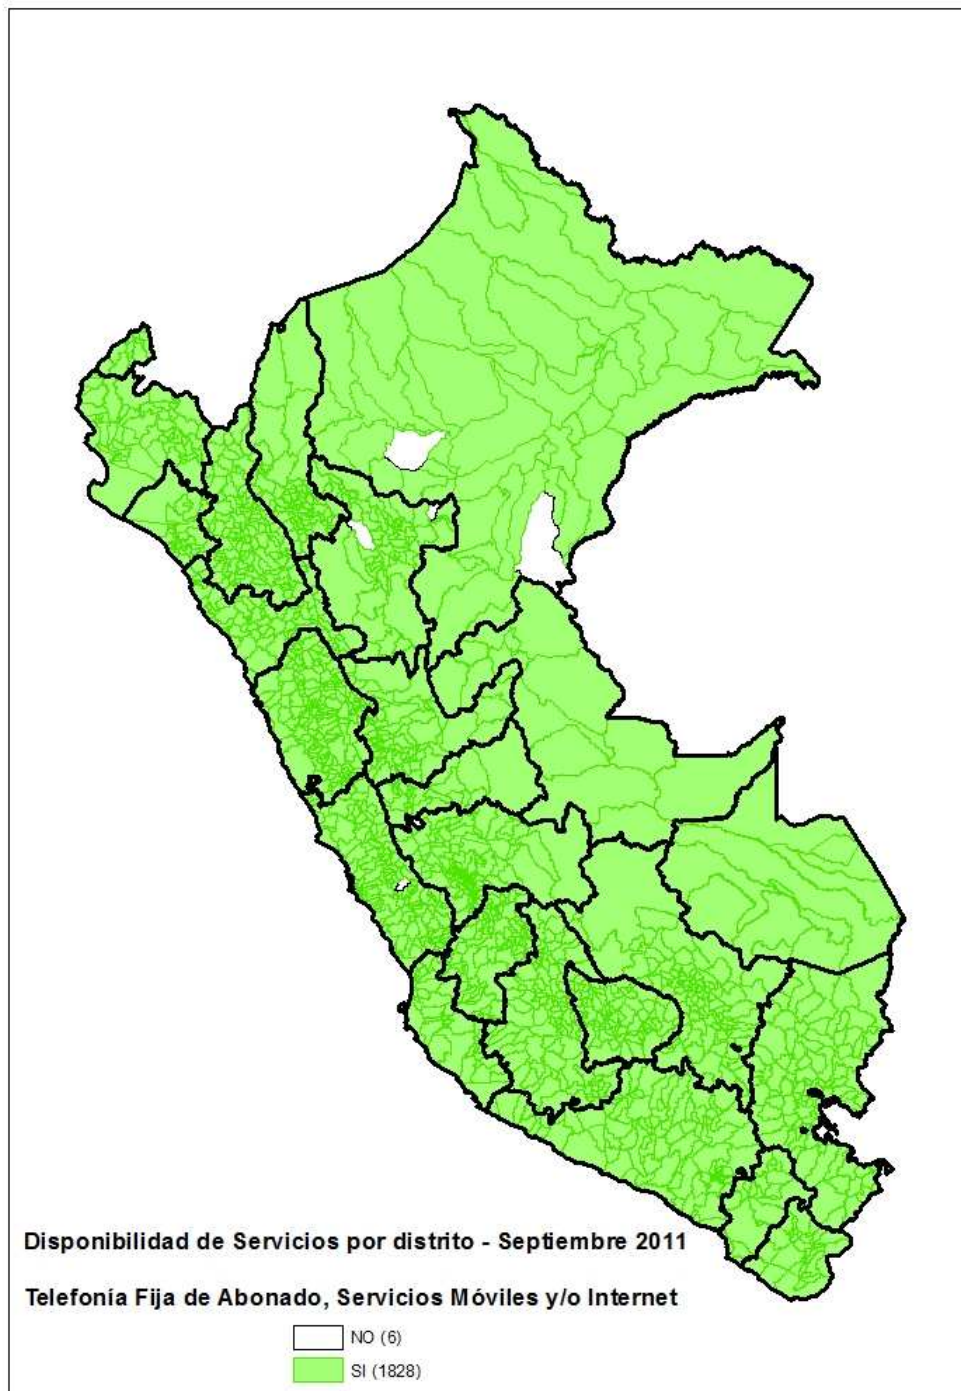 Disponibilidad de Servicios por distrito - Septiembre 2011
Telefonía Fija de Abonado, Servicios Móviles y/o Internet
NO (6)
SI (1828)